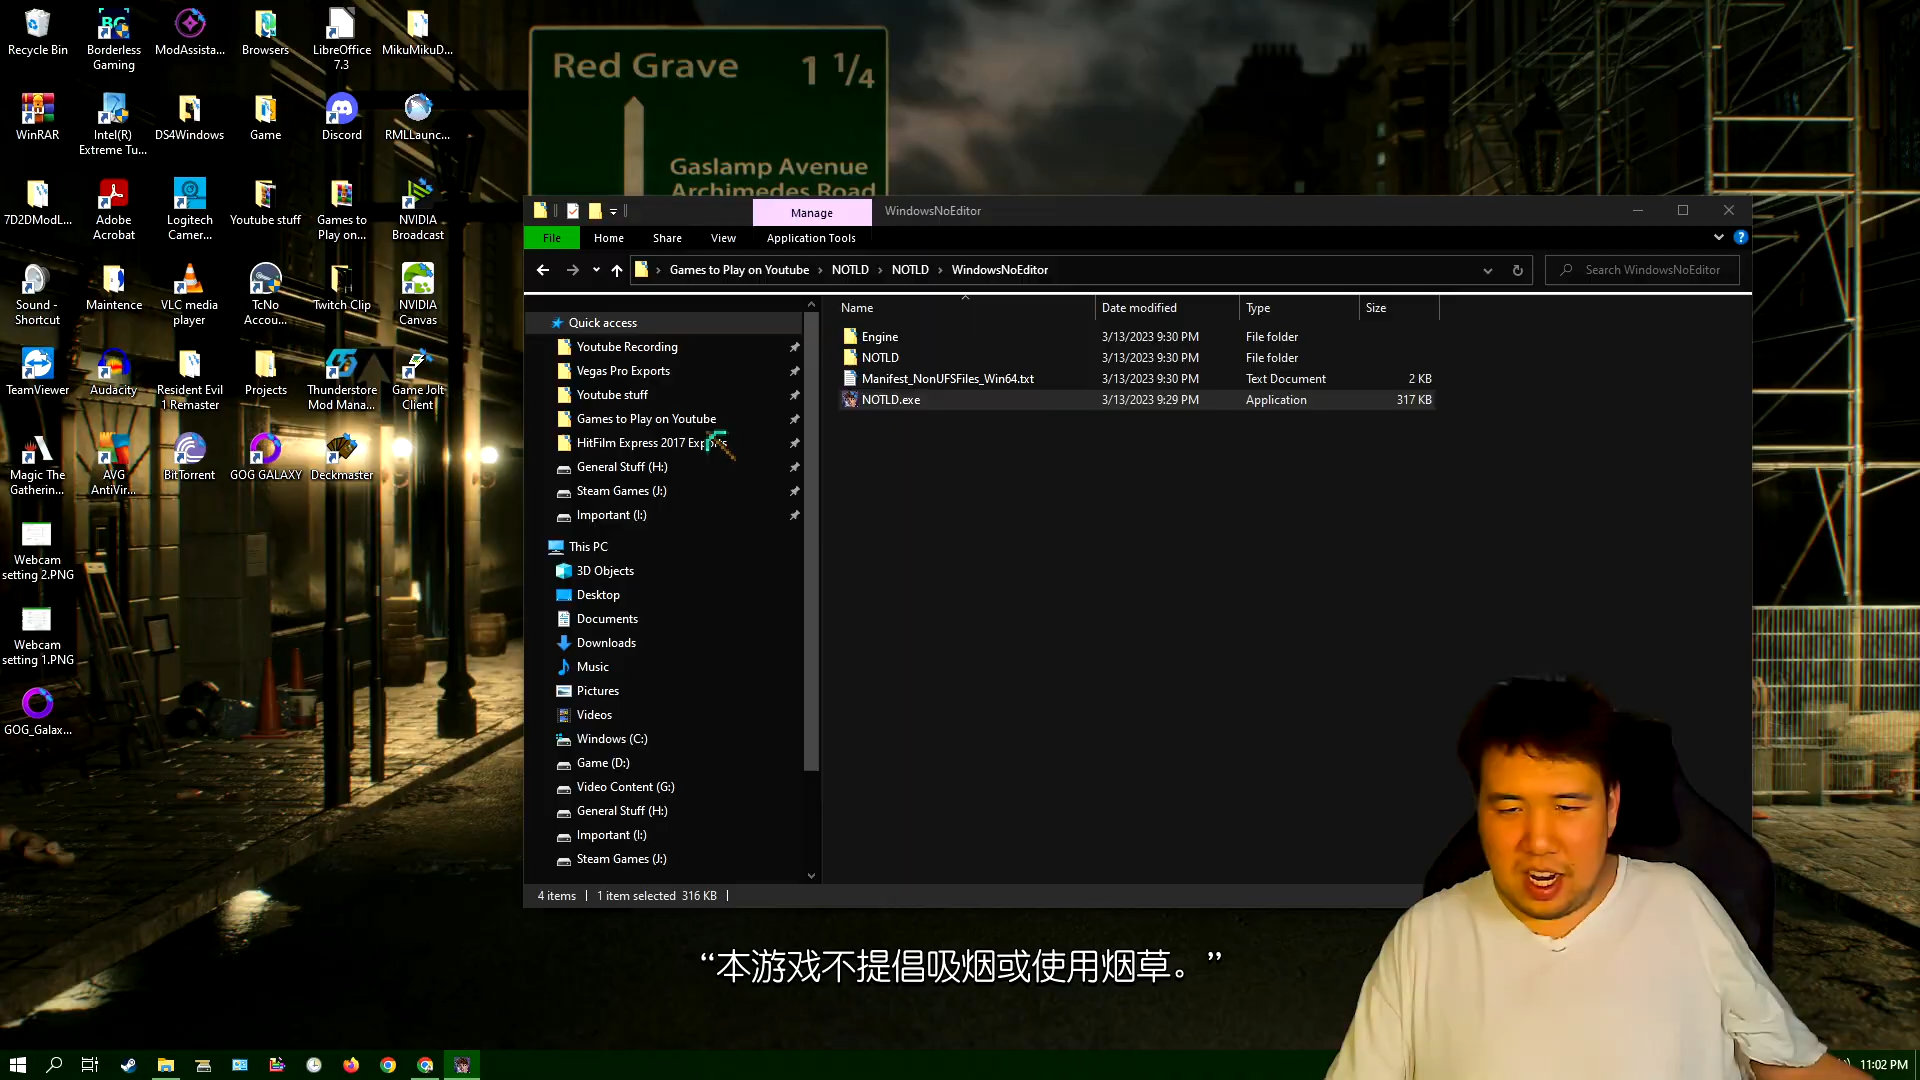 Recycle Bin
Borderless
Gaming
ModAssista...
Browsers
LibreOffice
7.3
MikuMikuD...
WinRAR
Intel(R)
Extreme Tu...
DS4Windows
Game
Discord
RMLLaunc...
7D2DModL...
Adobe
Acrobat
Logitech
Camer...
Youtube stuff
Games to
Play on...
NVIDIA
Broadcast
Sound -
Shortcut
Maintence
VLC media
player
TcNo
Accou...
Twitch Clip
NVIDIA
Canvas
TeamViewer
Audacity
Resident Evil
1 Remaster
Projects
Thunderstore
Mod Mana...
Game Jolt
Client
Magic The
Gatherin...
AVG
AntiVir...
BitTorrent
GOG GALAXY
Deckmaster
Webcam
setting 2.PNG
Webcam
setting 1.PNG
GOG_Galax...
Red Grave 1 ¼
Gaslamp Avenue
Archimedes Road
Manage
WindowsNoEditor
File
Home
Share
View
Application Tools
Games to Play on Youtube › NOTLD › NOTLD › WindowsNoEditor
Search WindowsNoEditor
Quick access
Youtube Recording
Vegas Pro Exports
Youtube stuff
Games to Play on Youtube
HitFilm Express 2017
General Stuff (H:)
Steam Games (J:)
Important (I:)
This PC
3D Objects
Desktop
Documents
Downloads
Music
Pictures
Videos
Windows (C:)
Game (D:)
Video Content (G:)
General Stuff (H:)
Important (I:)
Steam Games (J:)
Name Date modified Type Size
Engine 3/13/2023 9:30 PM File folder
NOTLD 3/13/2023 9:30 PM File folder
Manifest_NonUFSFiles_Win64.txt 3/13/2023 9:30 PM Text Document 2 KB
NOTLD.exe 3/13/2023 9:29 PM Application 317 KB
4 items 1 item selected 316 KB
“本游戏不提倡吸烟或使用烟草。”
11:02 PM